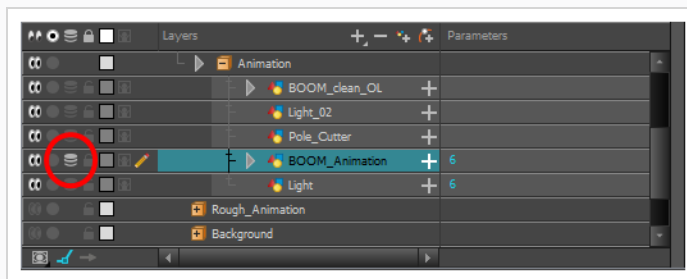 Layers Parameters
Animation
BOOM_clean_OL
Light_02
Pole_Cutter
BOOM_Animation 6
Light 6
Rough_Animation
Background